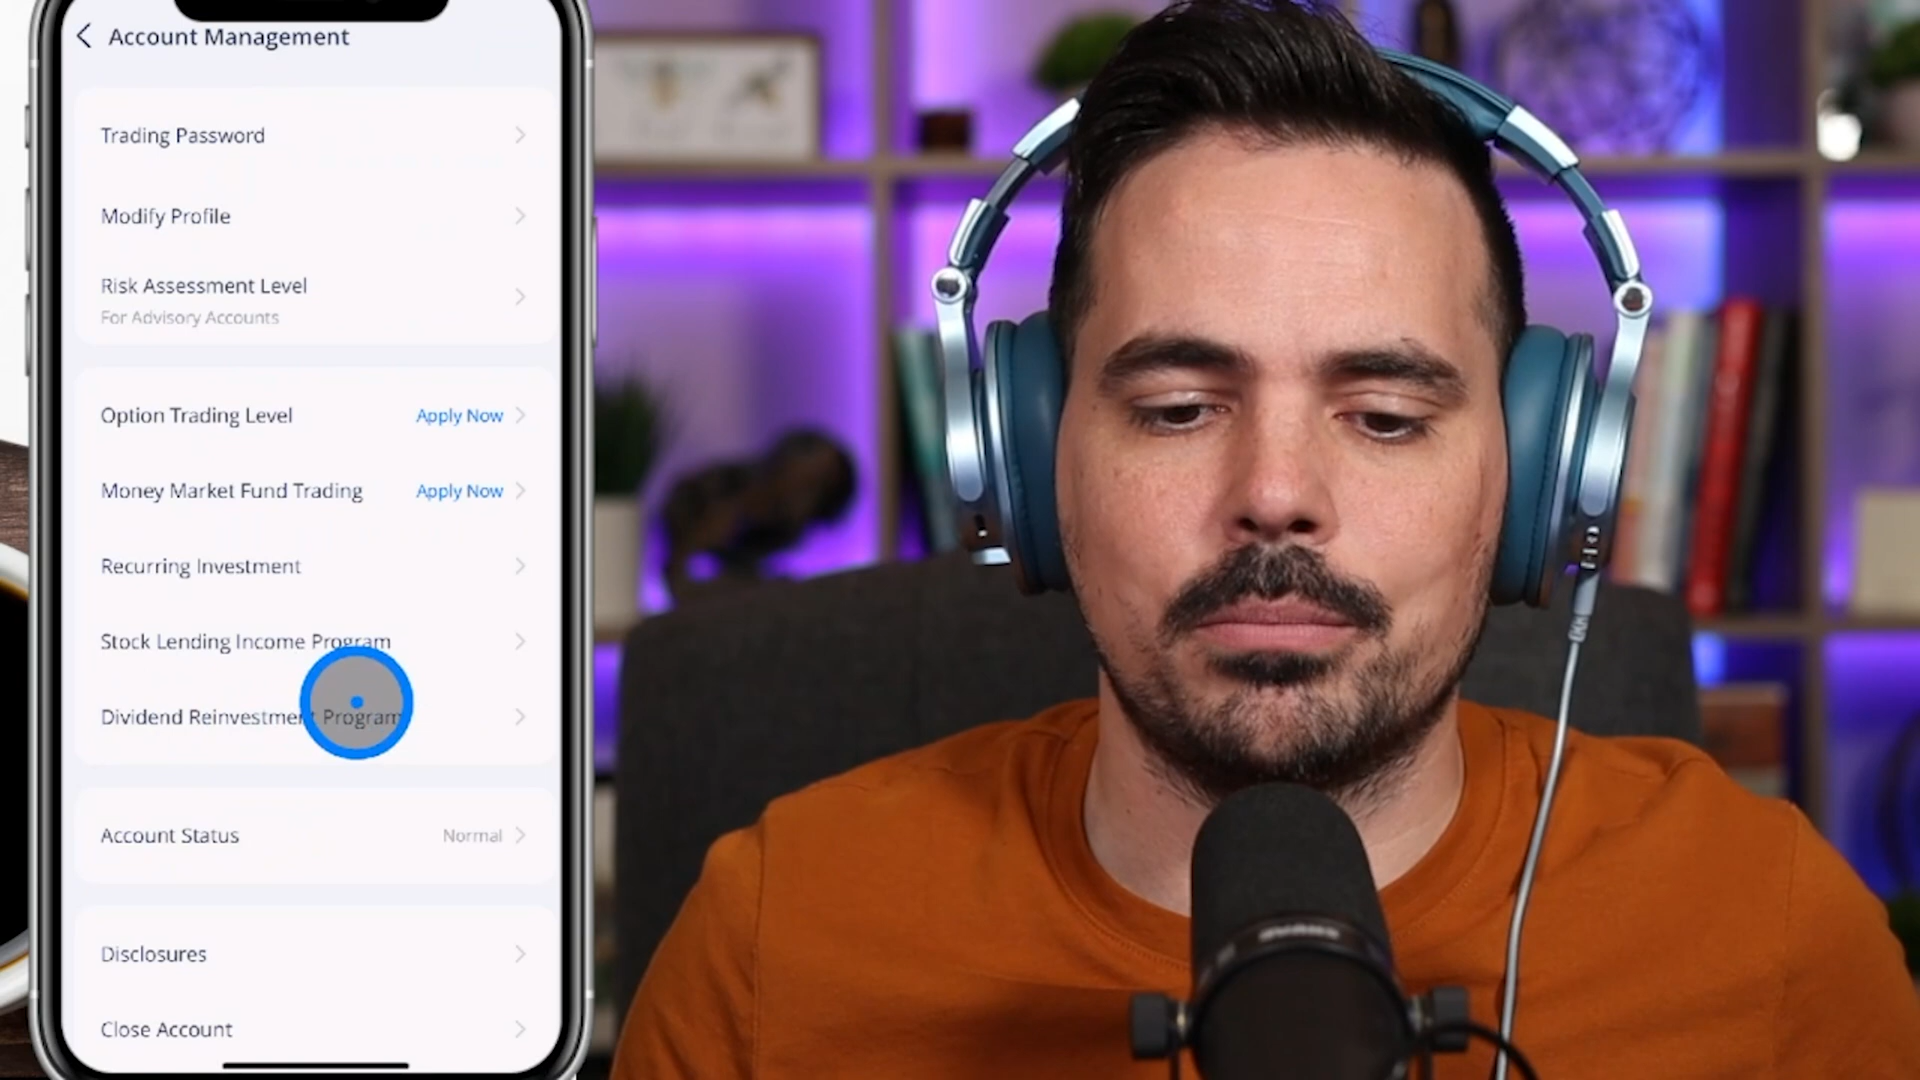 Account Management
Trading Password
Modify Profile
Risk Assessment Level
For Advisory Accounts
Option Trading Level Apply Now
Money Market Fund Trading Apply Now
Recurring Investment
Stock Lending Income Program
Dividend Reinvestment Program
Account Status Normal
Disclosures
Close Account